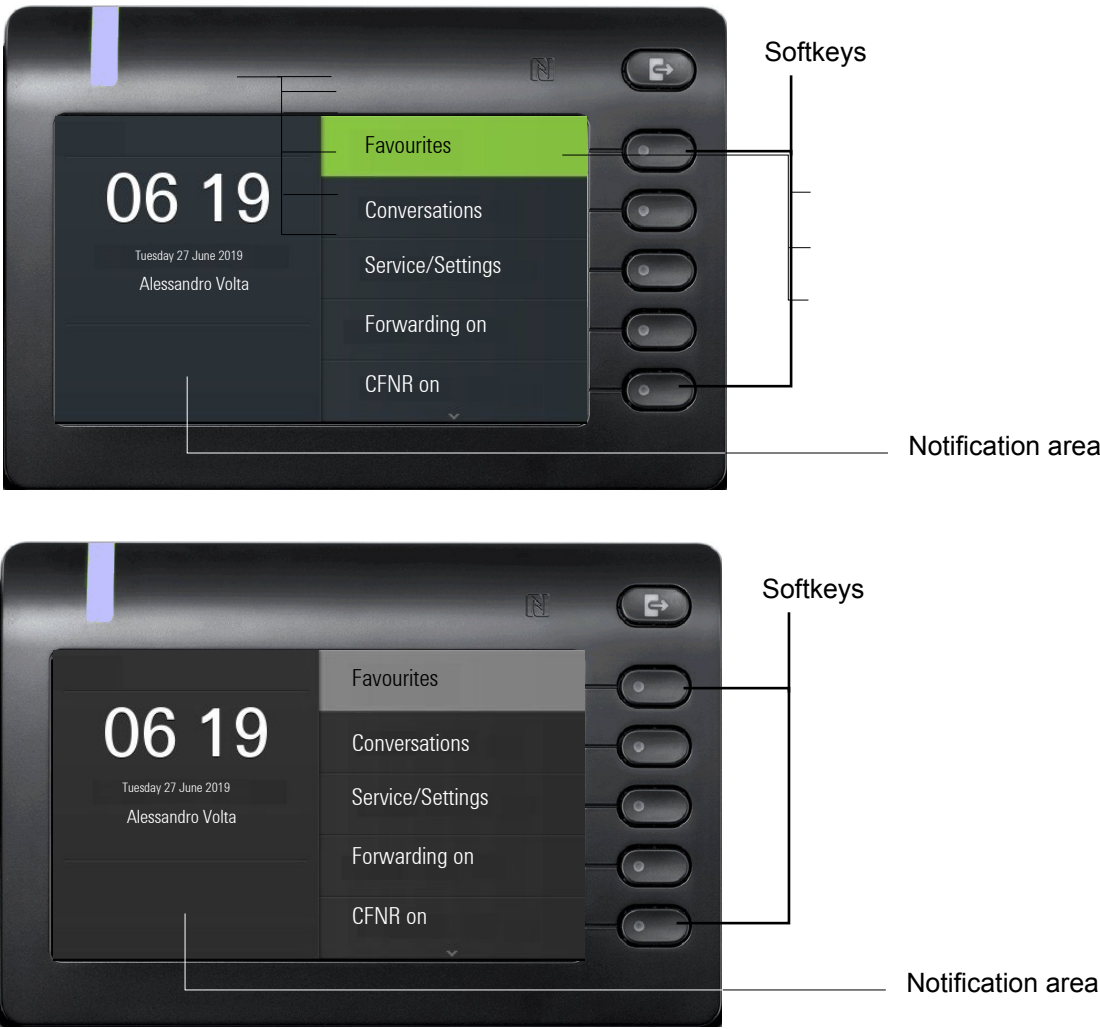 Softkeys
Favourites
06 19
Conversations
Tuesday 27 June 2019
Service/Settings
Alessandro Volta
Forwarding on
CFNR on
Notification area
Softkeys
Favourites
06 19
Conversations
Tuesday 27 June 2019
Service/Settings
Alessandro Volta
Forwarding on
CFNR on
Notification area